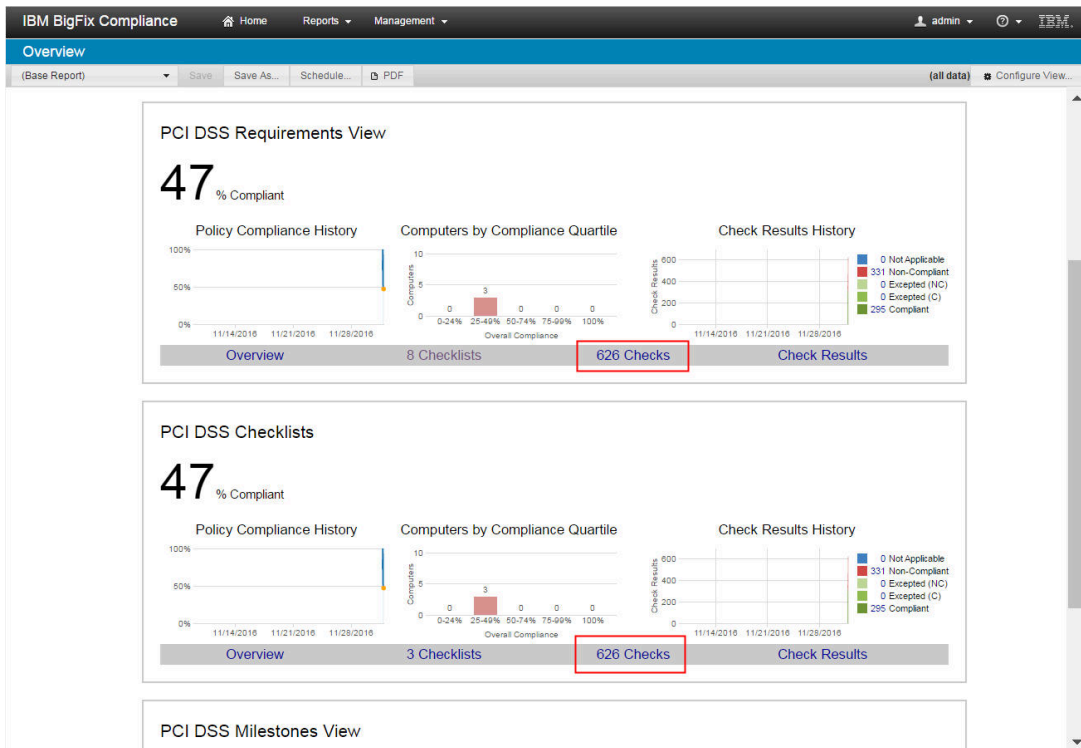 IBM BigFix Compliance Home Reports Management admin IBM.
Overview
(Base Report) Save Save As... Schedule... PDF (all data) Configure View...
PCI DSS Requirements View
47 % Compliant
Policy Compliance History Computers by Compliance Quartile Check Results History
100%
50%
0%
11/14/2016 11/21/2016 11/28/2016
Computers
10
5
0
0 3 0 0 0
0-24% 25-49% 50-74% 75-99% 100%
Overall Compliance
Check Results
600
400
200
0
11/14/2016 11/21/2016 11/28/2016
0 Not Applicable
331 Non-Compliant
0 Excepted (NC)
0 Excepted (C)
295 Compliant
Overview 8 Checklists 626 Checks Check Results
PCI DSS Checklists
47 % Compliant
Policy Compliance History Computers by Compliance Quartile Check Results History
100%
50%
0%
11/14/2016 11/21/2016 11/28/2016
Computers
10
5
0
0 3 0 0 0
0-24% 25-49% 50-74% 75-99% 100%
Overall Compliance
Check Results
600
400
200
0
11/14/2016 11/21/2016 11/28/2016
0 Not Applicable
331 Non-Compliant
0 Excepted (NC)
0 Excepted (C)
295 Compliant
Overview 3 Checklists 626 Checks Check Results
PCI DSS Milestones View